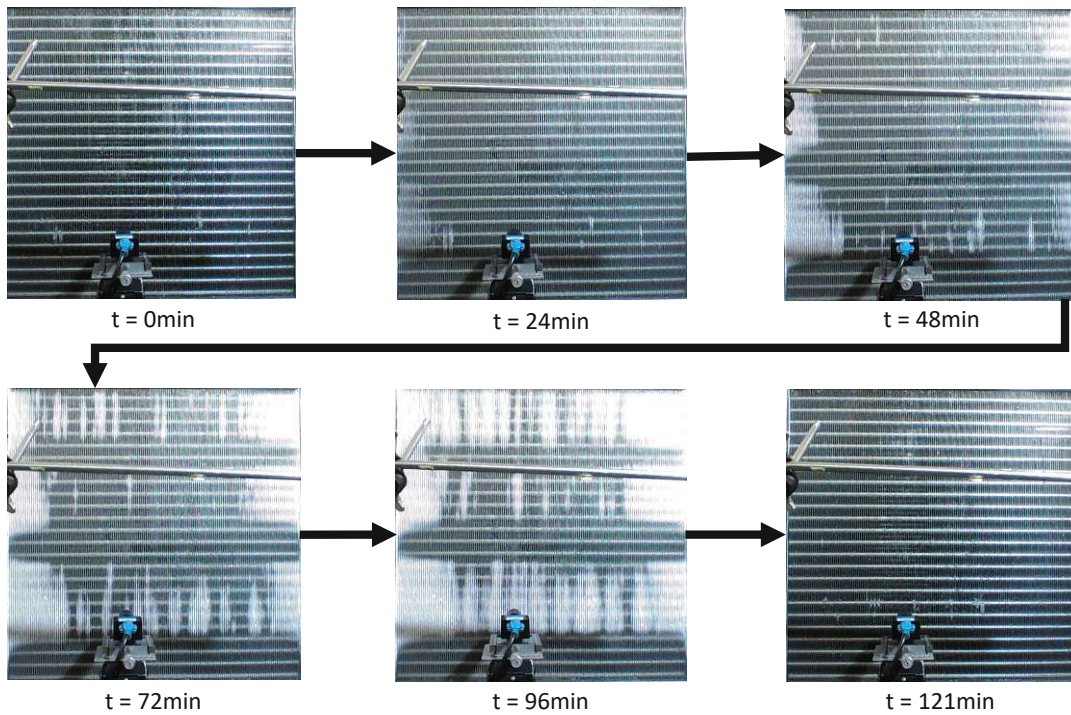 t = 0min
t = 24min
t = 48min
t = 72min
t = 96min
t = 121min